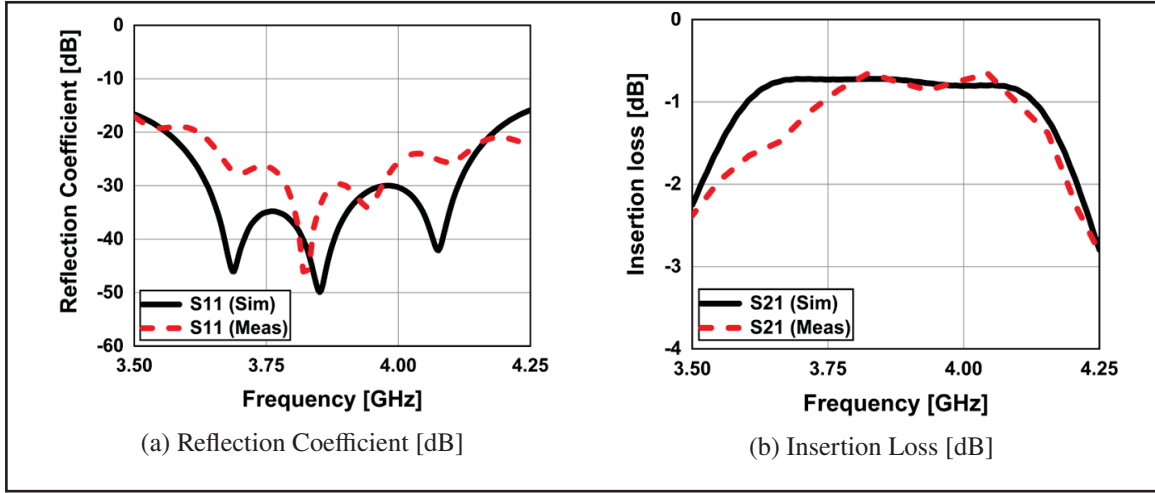 Reflection Coefficient [dB]
0
-10
-20
-30
-40
-50
-60
S11 (Sim)
S11 (Meas)
3.50
3.75
4.00
4.25
Frequency [GHz]
(a) Reflection Coefficient [dB]
Insertion loss [dB]
0
-1
-2
-3
-4
S21 (Sim)
S21 (Meas)
3.50
3.75
4.00
4.25
Frequency [GHz]
(b) Insertion Loss [dB]